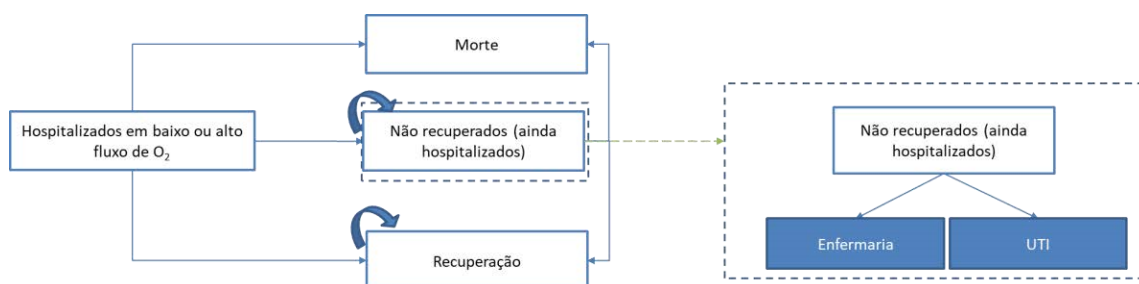 Morte
Hospitalizados em baixo ou alto
fluxo de O₂
Não recuperados (ainda
hospitalizados)
Recuperação
Não recuperados (ainda
hospitalizados)
Enfermaria
UTI